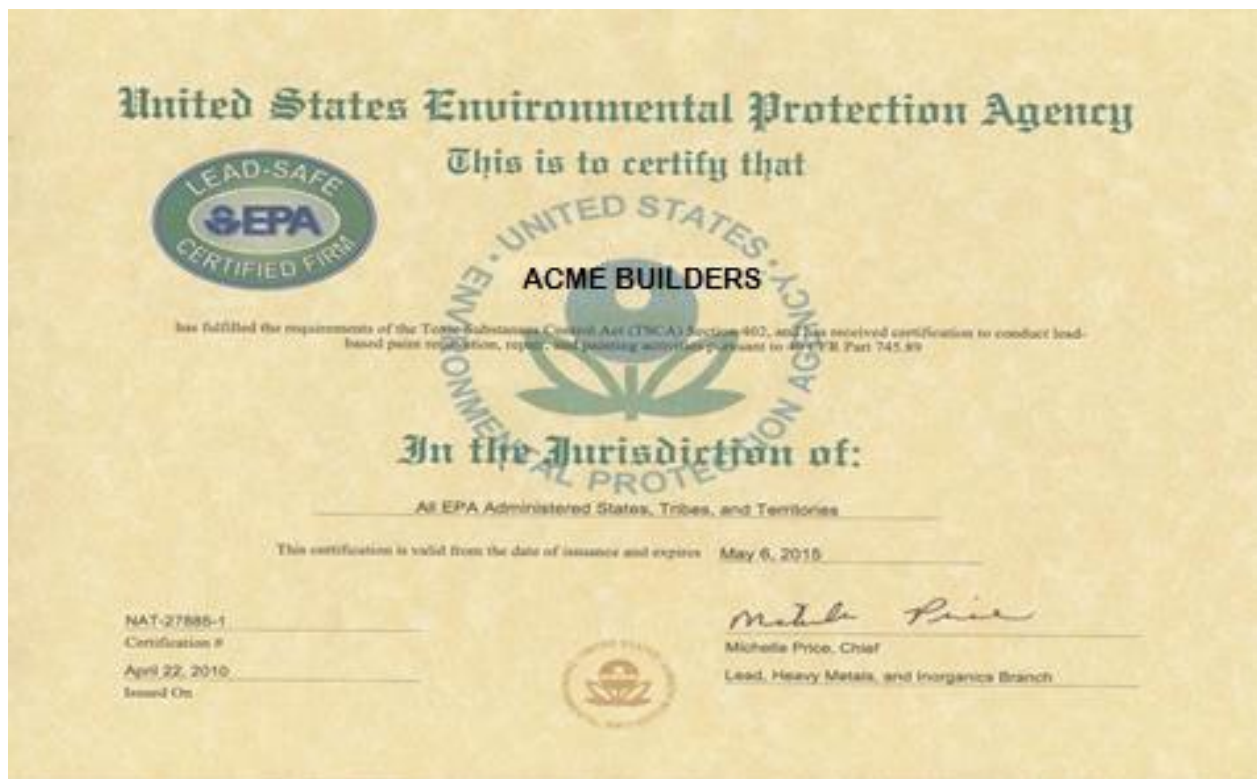 United States Environmental Protection Agency
This is to certify that
LEAD-SAFE
EPA
CERTIFIED FIRM
UNITED STATES
ENVIRONMENTAL PROTECTION AGENCY
ACME BUILDERS
has fulfilled the requirements of the Toxic Substances Control Act (TSCA) Section 402, and has received certification to conduct lead-
based paint renovation, repair, and painting activities pursuant to 40 CFR Part 745.89
In the Jurisdiction of:
All EPA Administered States, Tribes, and Territories
This certification is valid from the date of issuance and expires May 6, 2015
NAT-27885-1
Certification #
April 22, 2010
Issued On
Michelle Price
Michelle Price, Chief
Lead, Heavy Metals, and Inorganics Branch